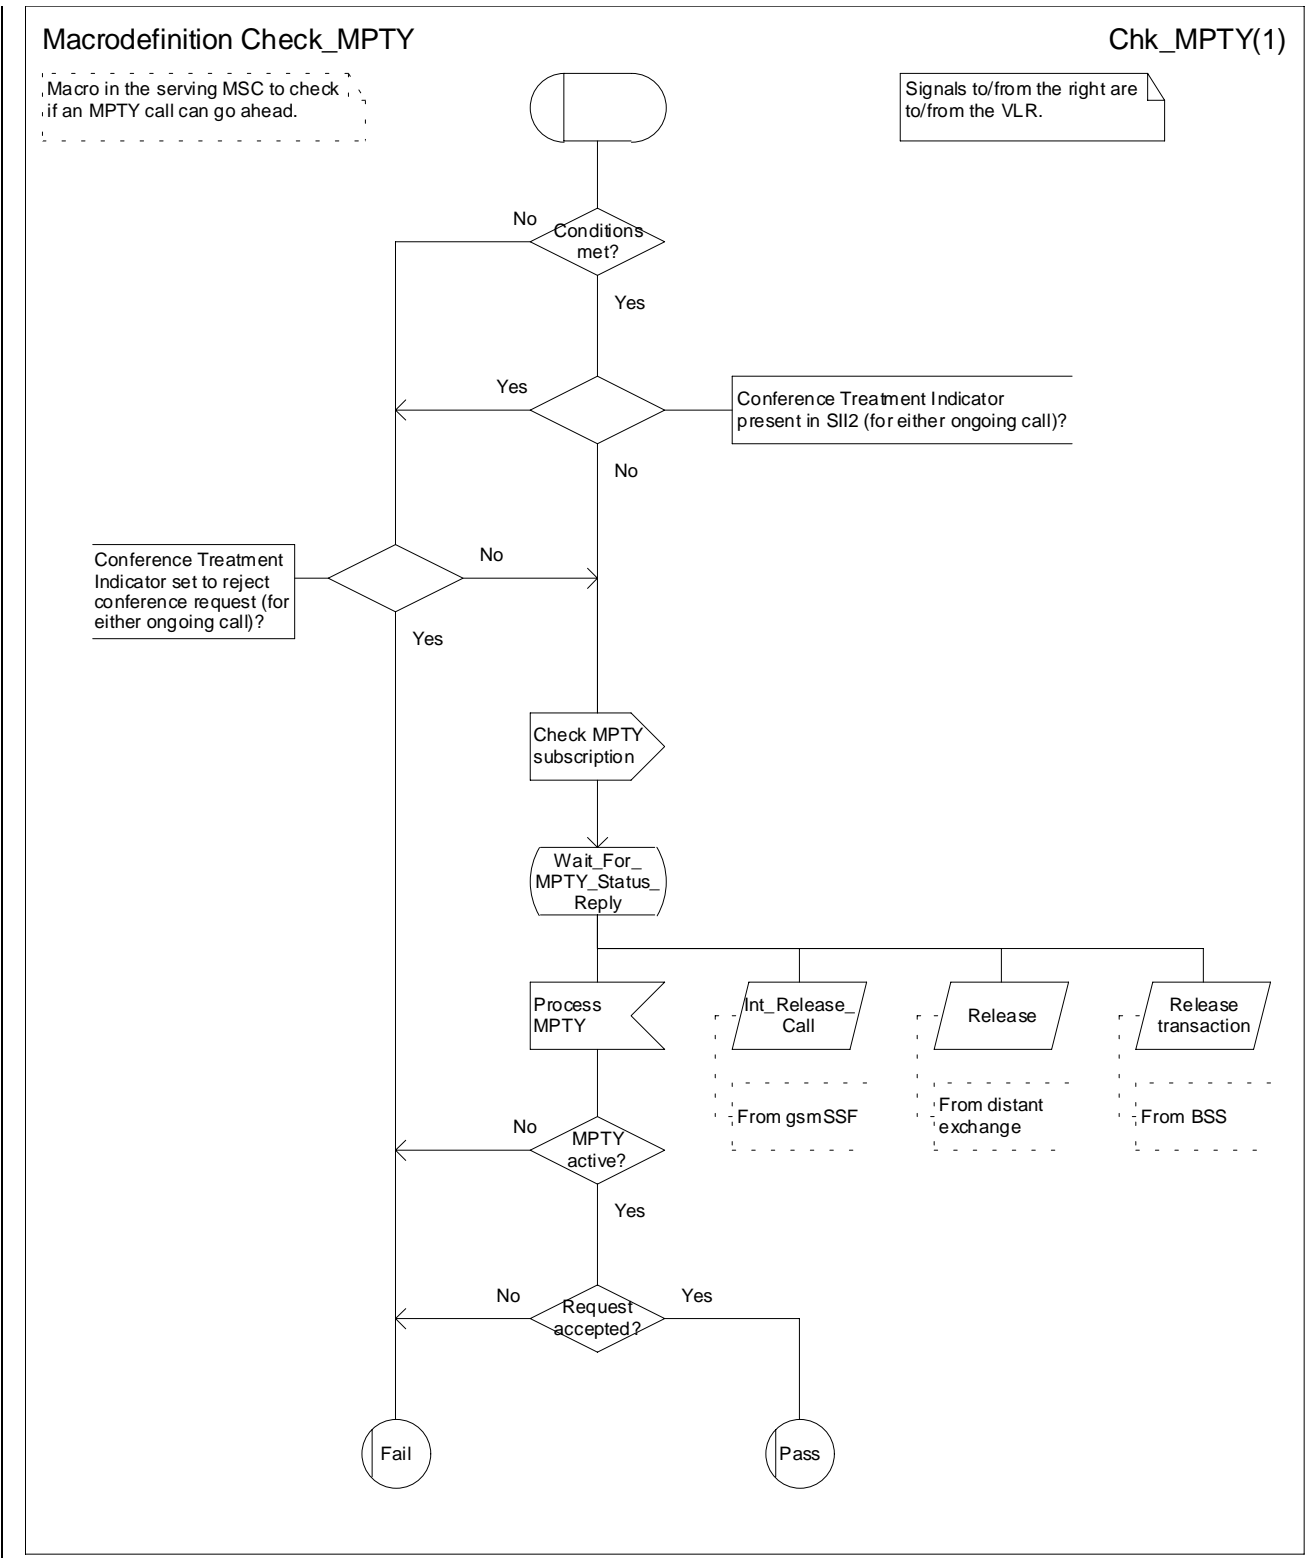 Macrodefinition Check_MPTY
Chk_MPTY(1)
Macro in the serving MSC to check
if an MPTY call can go ahead.
Signals to/from the right are
to/from the VLR.
No
Conditions
met?
Yes
Yes
Conference Treatment Indicator
present in SII2 (for either ongoing call)?
No
Conference Treatment
Indicator set to reject
conference request (for
either ongoing call)?
No
Yes
Check MPTY
subscription
Wait_For_
MPTY_Status_
Reply
Process
MPTY
Int_Release_
Call
Release
Release
transaction
From gsmSSF
From distant
exchange
From BSS
No
MPTY
active?
Yes
No
Request
accepted?
Yes
Fail
Pass